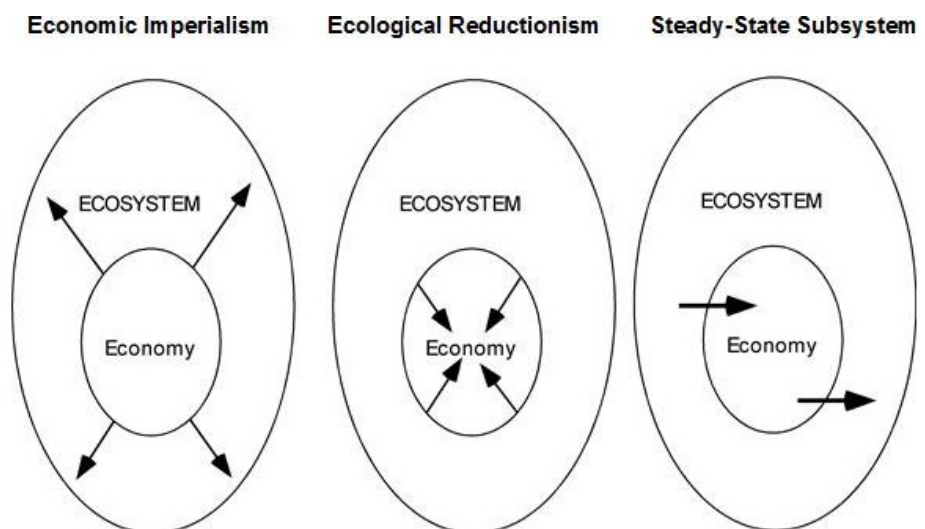 Economic Imperialism
Ecological Reductionism
Steady-State Subsystem
ECOSYSTEM
Economy
ECOSYSTEM
Economy
ECOSYSTEM
Economy